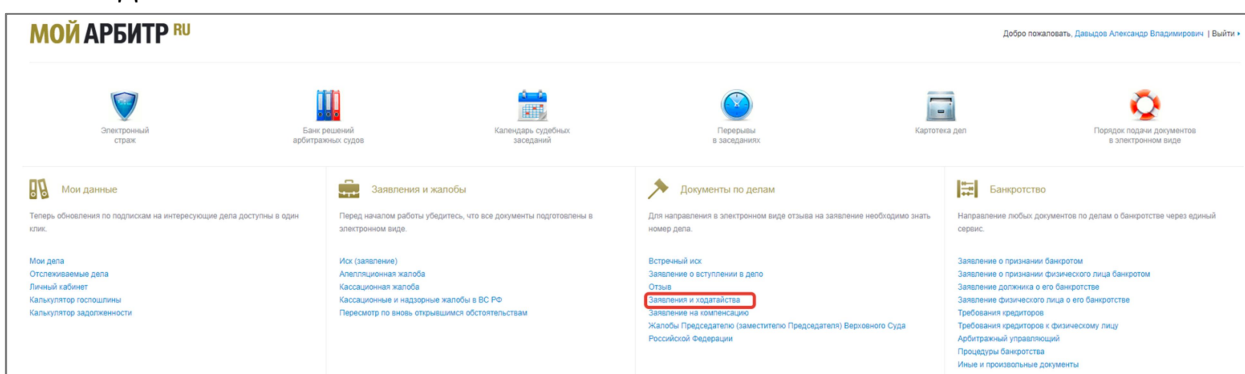 МОЙ АРБИТР RU
Добро пожаловать, Давыдов Александр Владимирович | Выйти
Электронный
страж
Банк решений
арбитражных судов
Календарь судебных
заседаний
Перерывы
в заседаниях
Картотека дел
Порядок подачи документов
в электронном виде
Мои данные
Теперь обновления по подпискам на интересующие дела доступны в один
клик.
Мои дела
Отслеживаемые дела
Личный кабинет
Калькулятор госпошлины
Калькулятор задолженности
Заявления и жалобы
Перед началом работы убедитесь, что все документы подготовлены в
электронном виде.
Иск (заявление)
Апелляционная жалоба
Кассационная жалоба
Кассационные и надзорные жалобы в ВС РФ
Пересмотр по вновь открывшимся обстоятельствам
Документы по делам
Для направления в электронном виде отзыва на заявление необходимо знать
номер дела.
Встречный иск
Заявление о вступлении в дело
Отзыв
Заявления и ходатайства
Заявление на компенсацию
Жалобы Председателю (заместителю Председателя) Верховного Суда
Российской Федерации
Банкротство
Направление любых документов по делам о банкротстве через единый
сервис.
Заявление о признании банкротом
Заявление о признании физического лица банкротом
Заявление должника о его банкротстве
Заявление физического лица о его банкротстве
Требования кредиторов
Требования кредиторов к физическому лицу
Арбитражный управляющий
Процедуры банкротства
Иные и произвольные документы